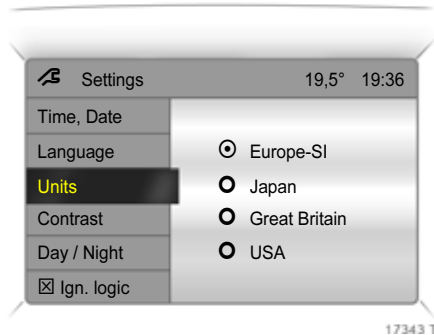 Settings 19,5° 19:36
Time, Date
Language
Units
Contrast
Day / Night
Ign. logic
Europe-SI
Japan
Great Britain
USA
17343 T